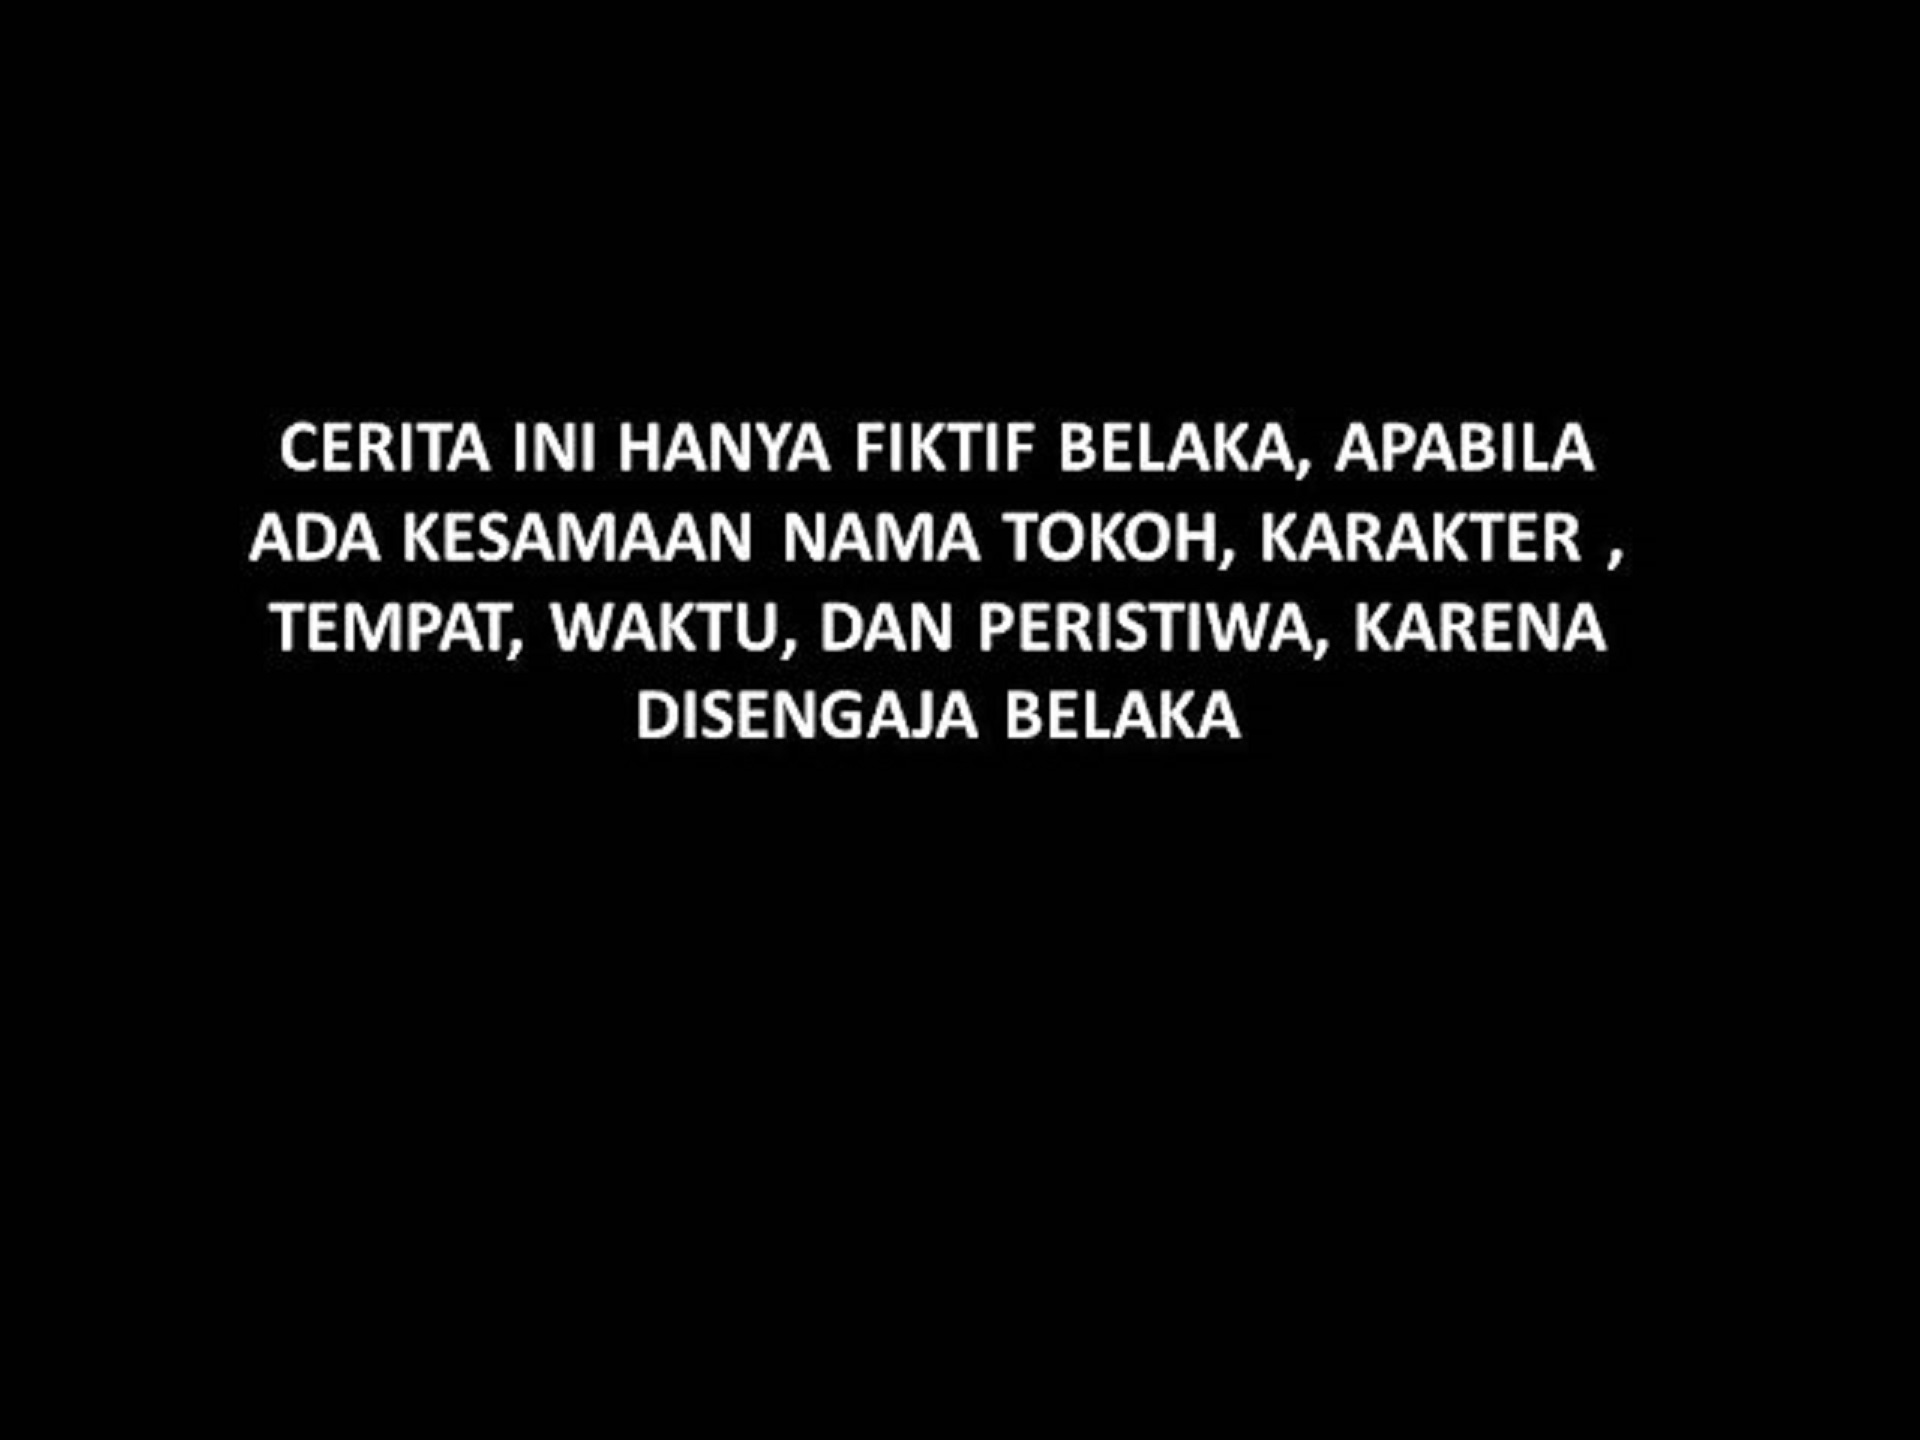 CERITA INI HANYA FIKTIF BELAKA, APABILA
ADA KESAMAAN NAMA TOKOH, KARAKTER ,
TEMPAT, WAKTU, DAN PERISTIWA, KARENA
DISENGAJA BELAKA